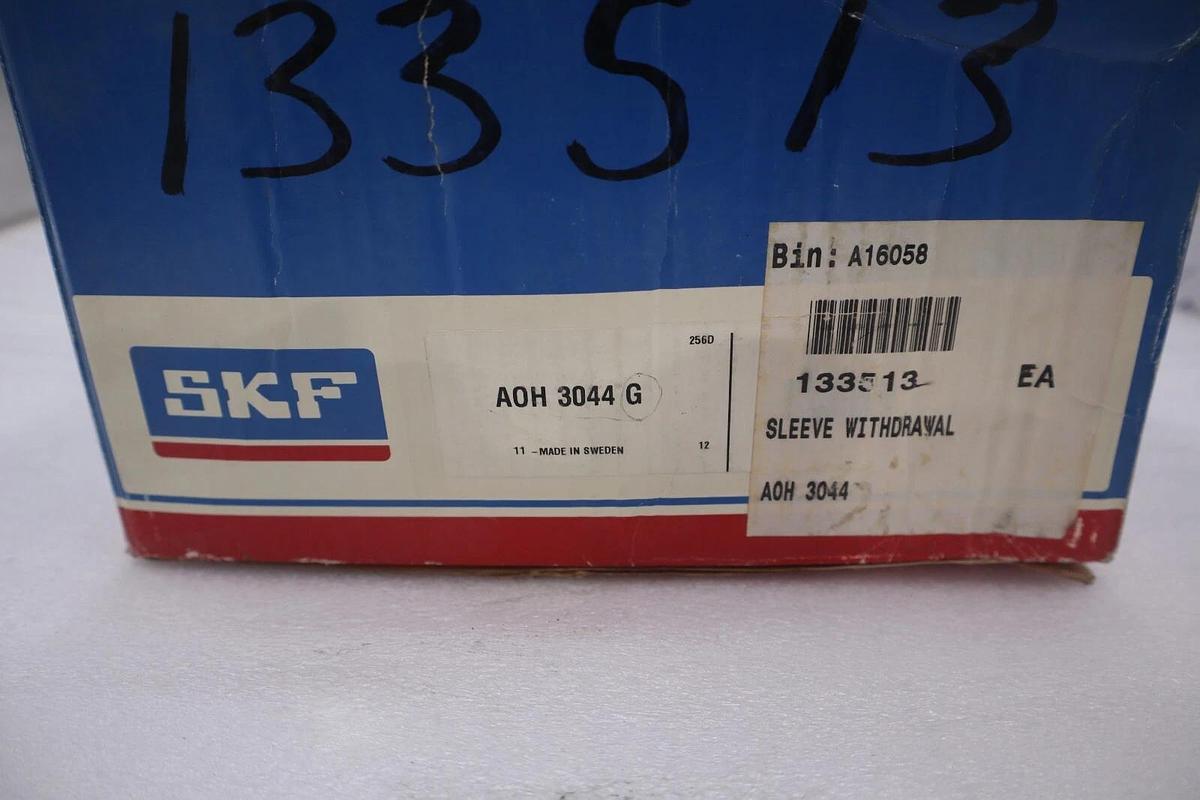 133513
Bin: A16058
256D
SKF
AOH 3044 G
133513 EA
SLEEVE WITHDRAWAL
11 - MADE IN SWEDEN
12
AOH 3044